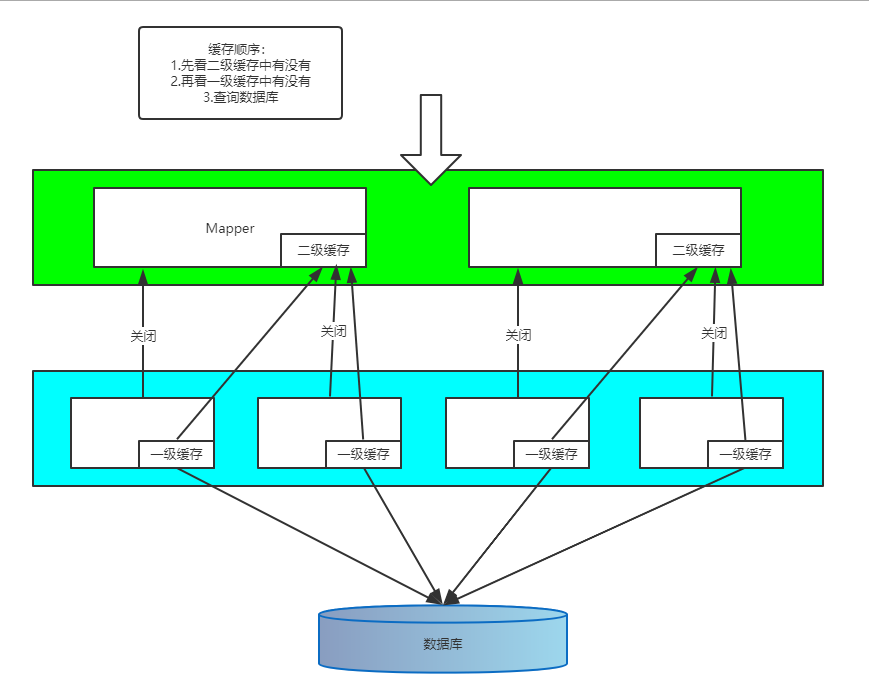 缓存顺序：
1.先看二级缓存中有没有
2.再看一级缓存中有没有
3.查询数据库
Mapper
二级缓存
二级缓存
关闭
关闭
关闭
关闭
一级缓存
一级缓存
一级缓存
一级缓存
数据库